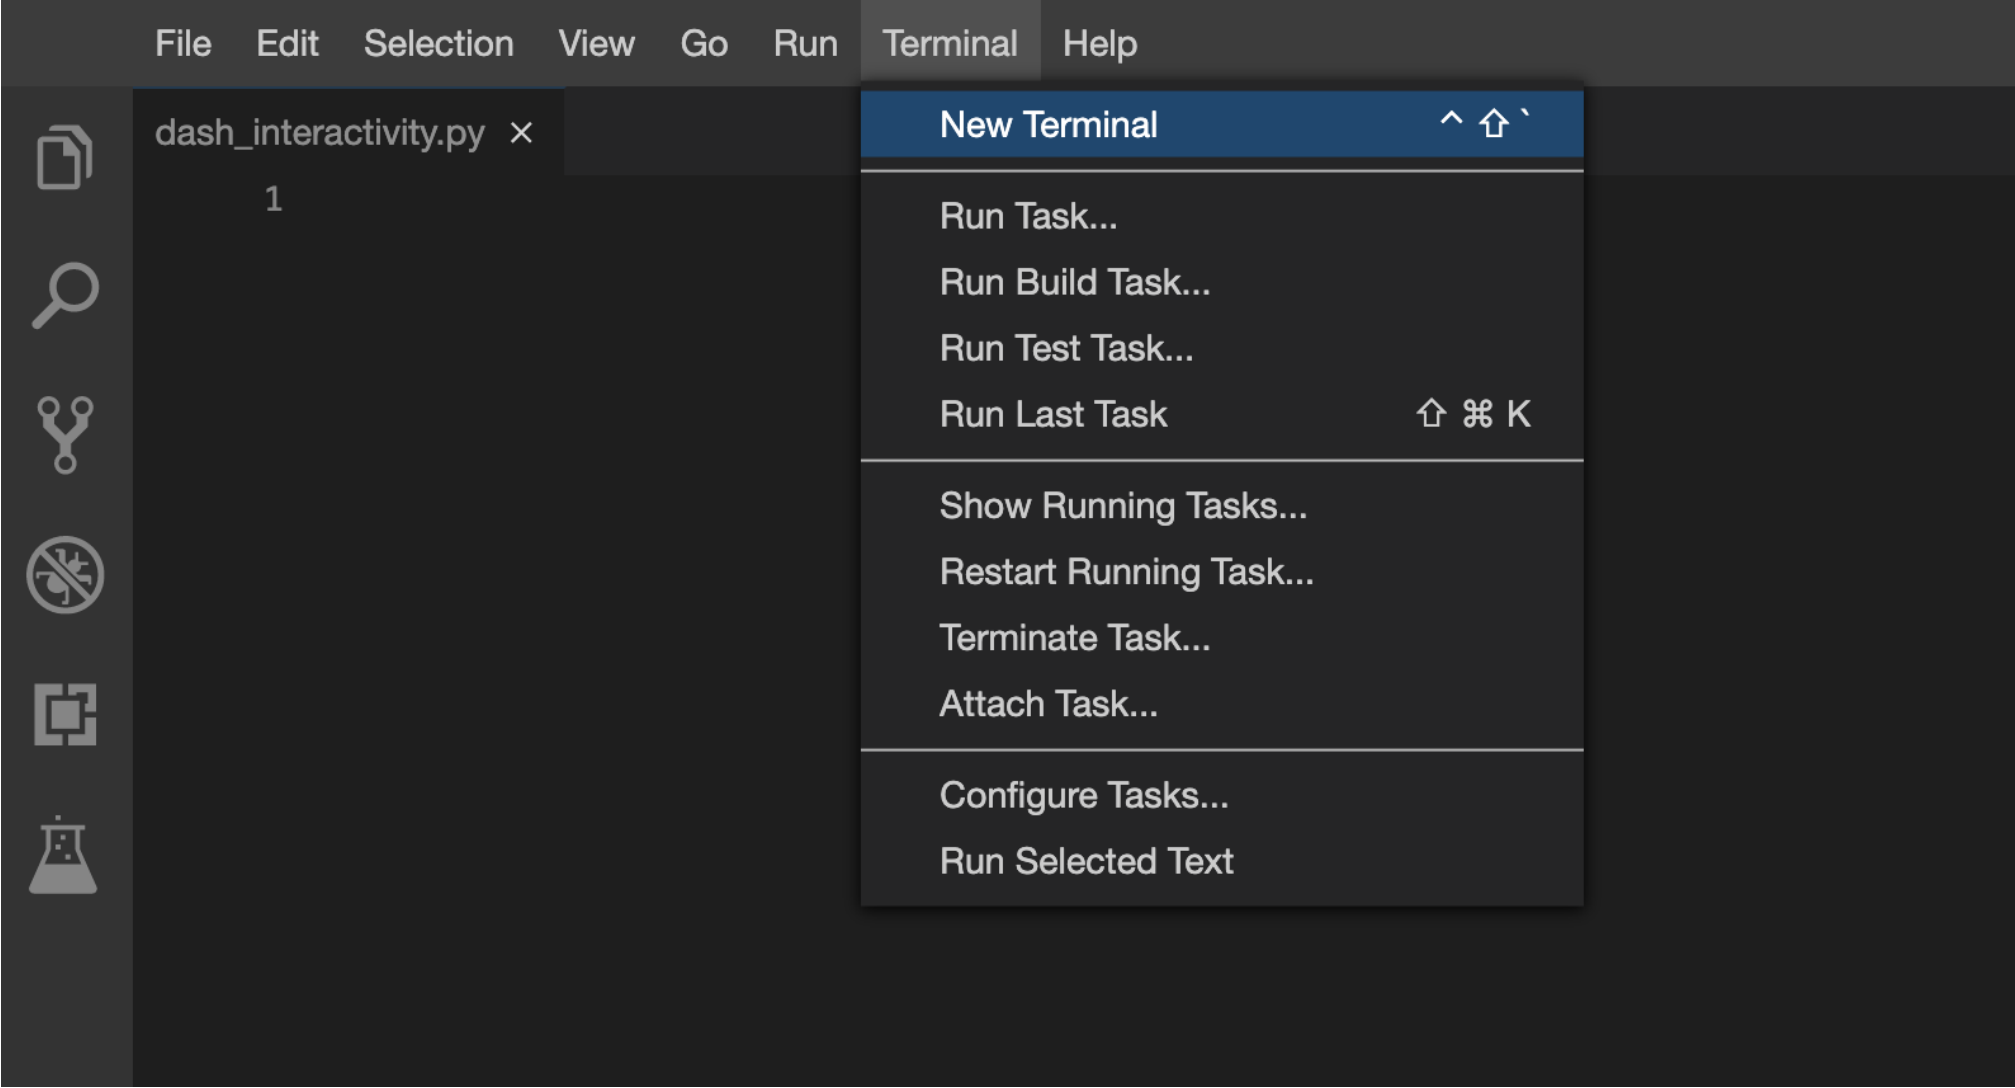 File Edit Selection View Go Run Terminal Help
dash_interactivity.py ×
1
New Terminal ^ ⇧ `
Run Task...
Run Build Task...
Run Test Task...
Run Last Task ⇧ ⌘ K
Show Running Tasks...
Restart Running Task...
Terminate Task...
Attach Task...
Configure Tasks...
Run Selected Text